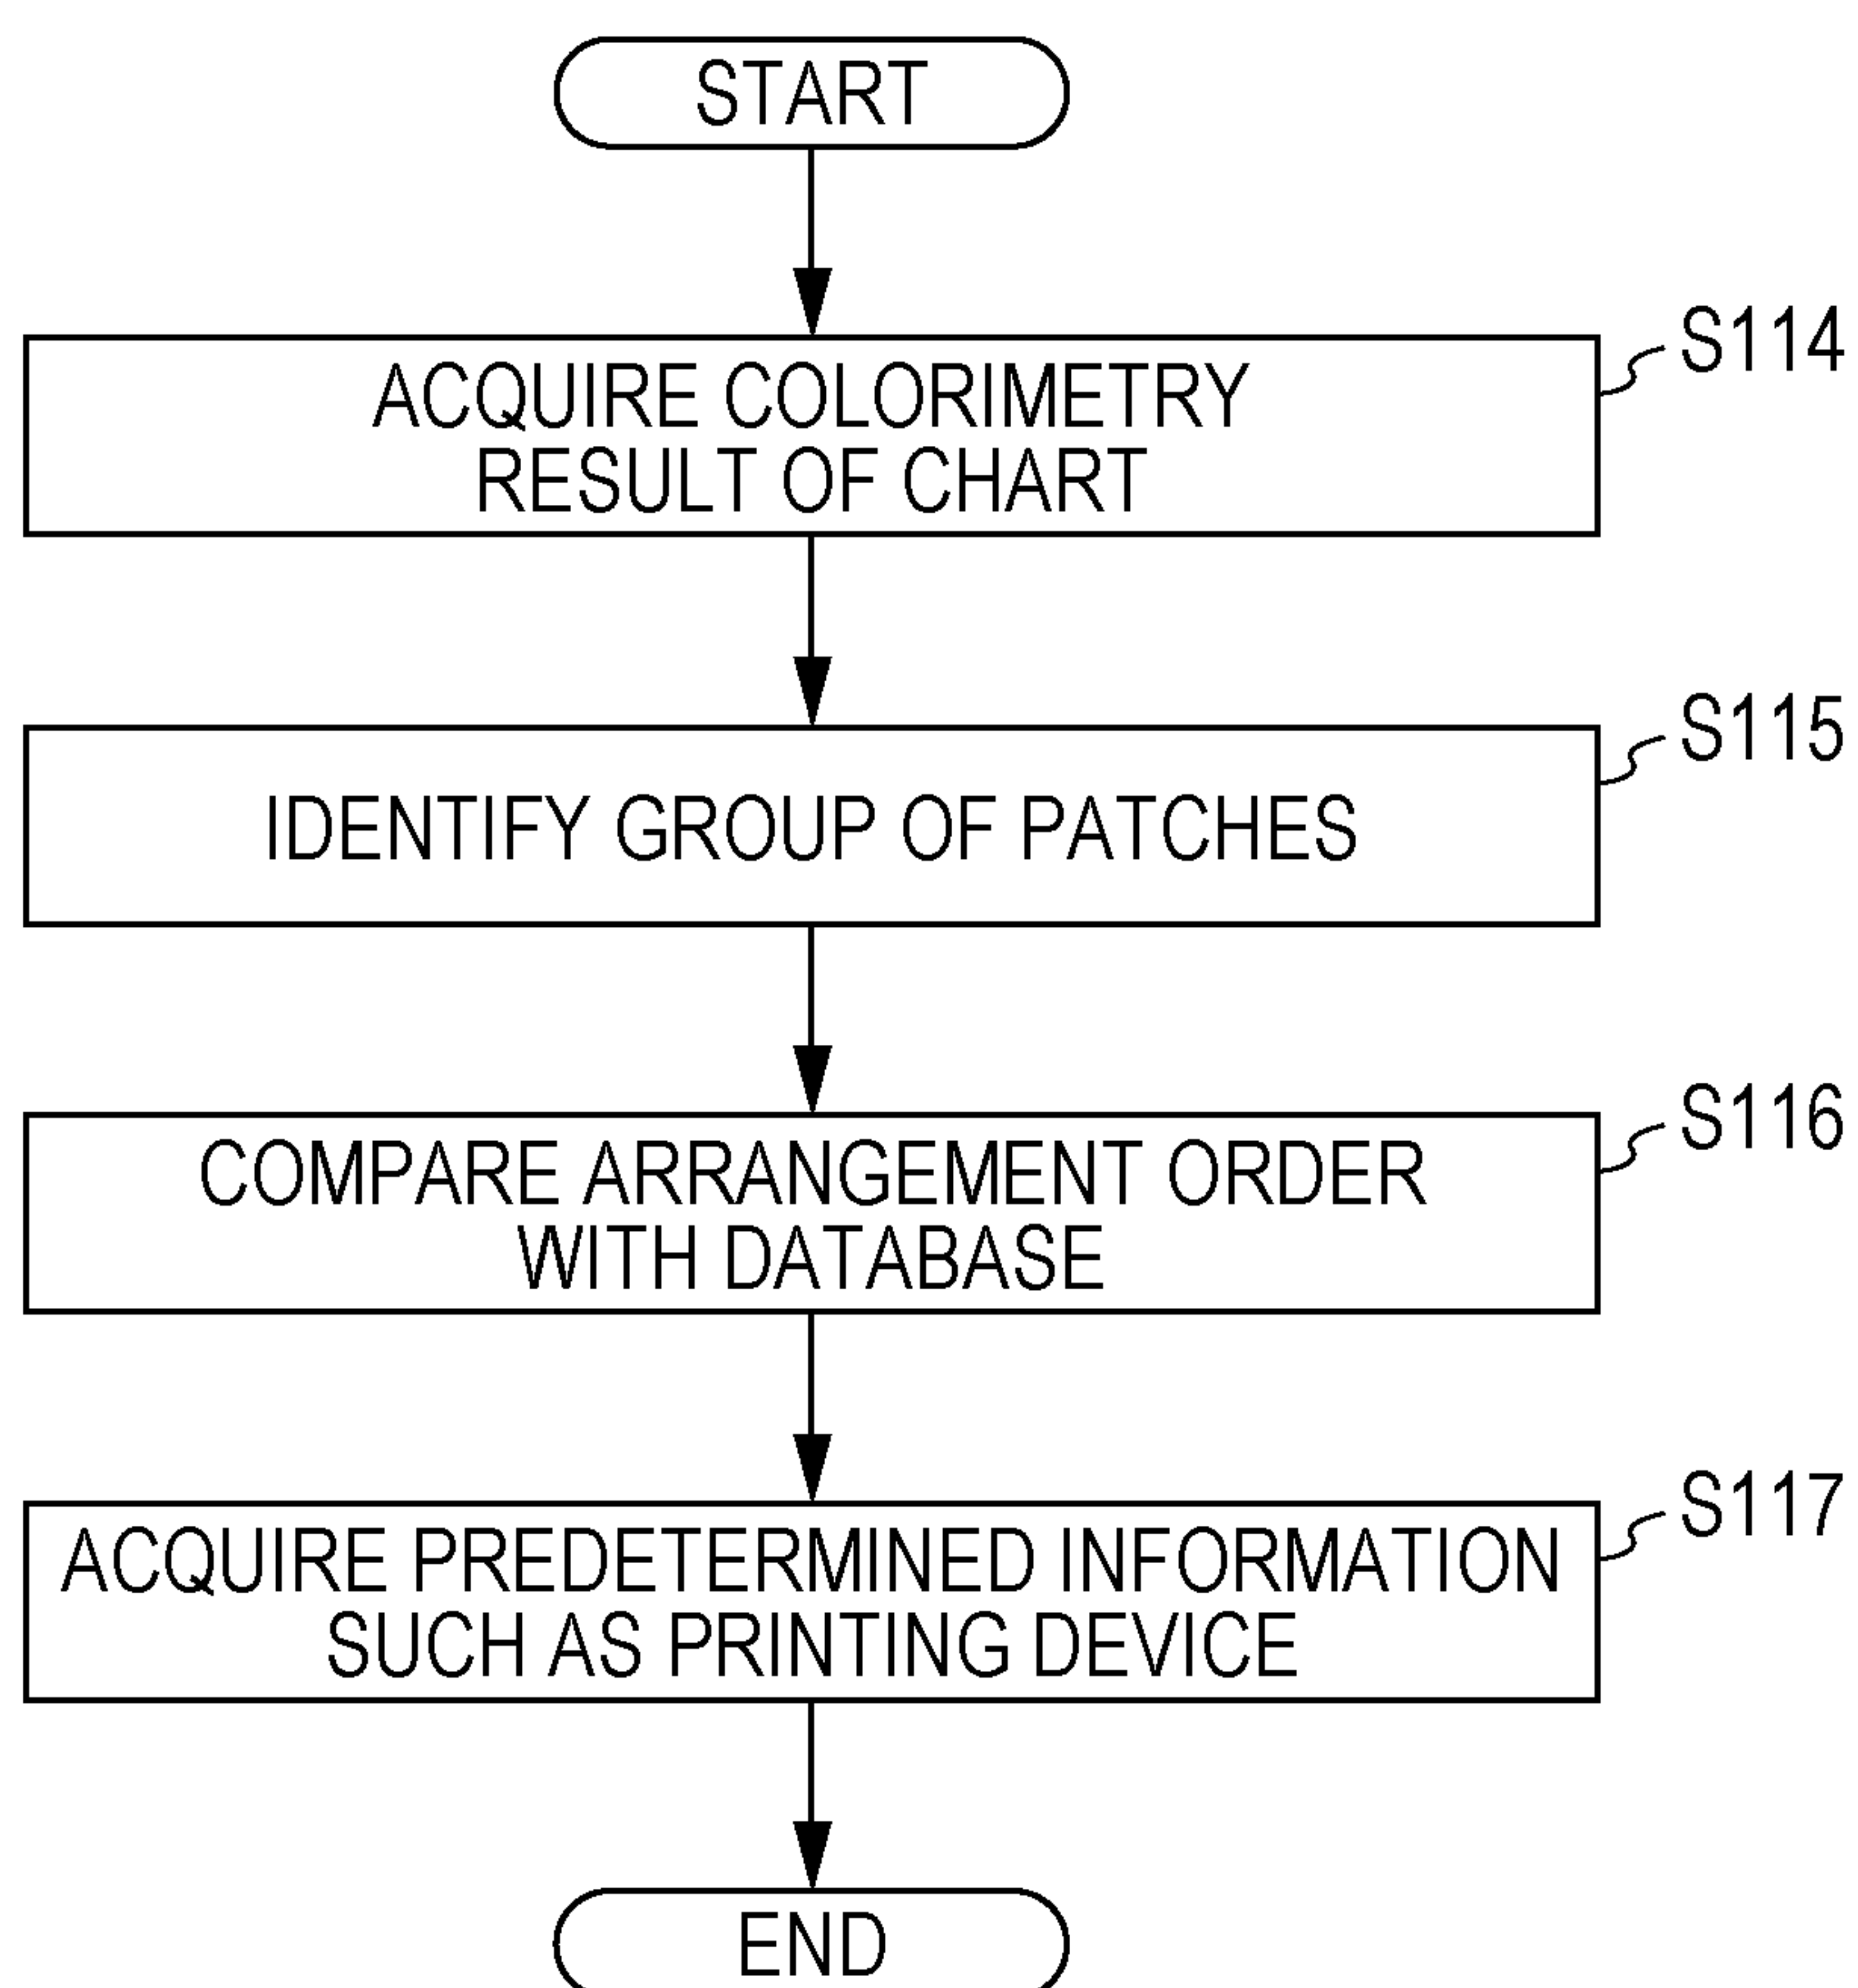 START
S114
ACQUIRE COLORIMETRY
RESULT OF CHART
S115
IDENTIFY GROUP OF PATCHES
S116
COMPARE ARRANGEMENT ORDER
WITH DATABASE
S117
ACQUIRE PREDETERMINED INFORMATION
SUCH AS PRINTING DEVICE
END